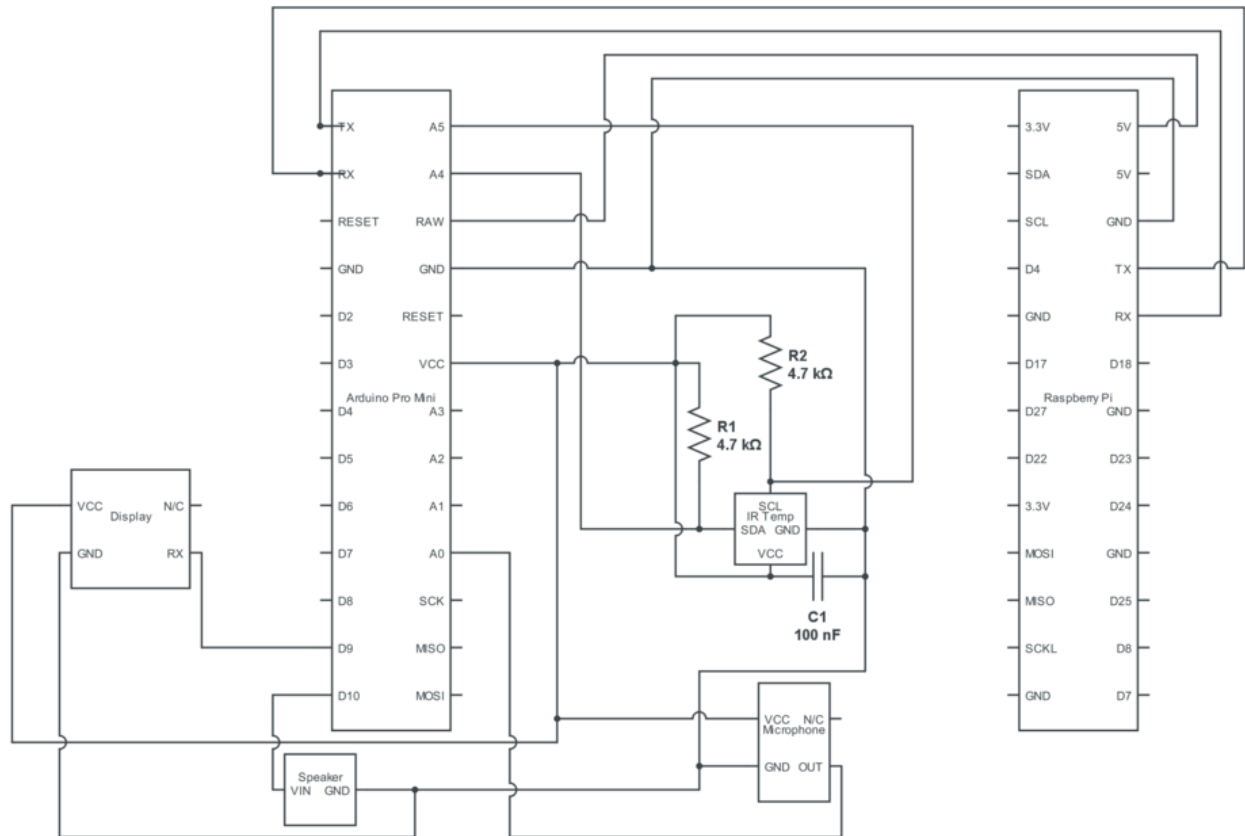 TX
A5
RX
A4
RESET
RAW
GND
GND
D2
RESET
D3
VCC
Arduino Pro Mini
D4
A3
D5
A2
D6
A1
D7
A0
D8
SCK
D9
MISO
D10
MOSI
3.3V
5V
SDA
5V
SCL
GND
D4
TX
GND
RX
D17
D18
Raspberry Pi
D27
GND
D22
D23
3.3V
D24
MOSI
GND
MISO
D25
SCKL
D8
GND
D7
R2
4.7 kΩ
R1
4.7 kΩ
SCL
IR Temp
SDA GND
VCC
C1
100 nF
VCC N/C
Display
GND RX
VCC N/C
Microphone
GND OUT
Speaker
VIN GND